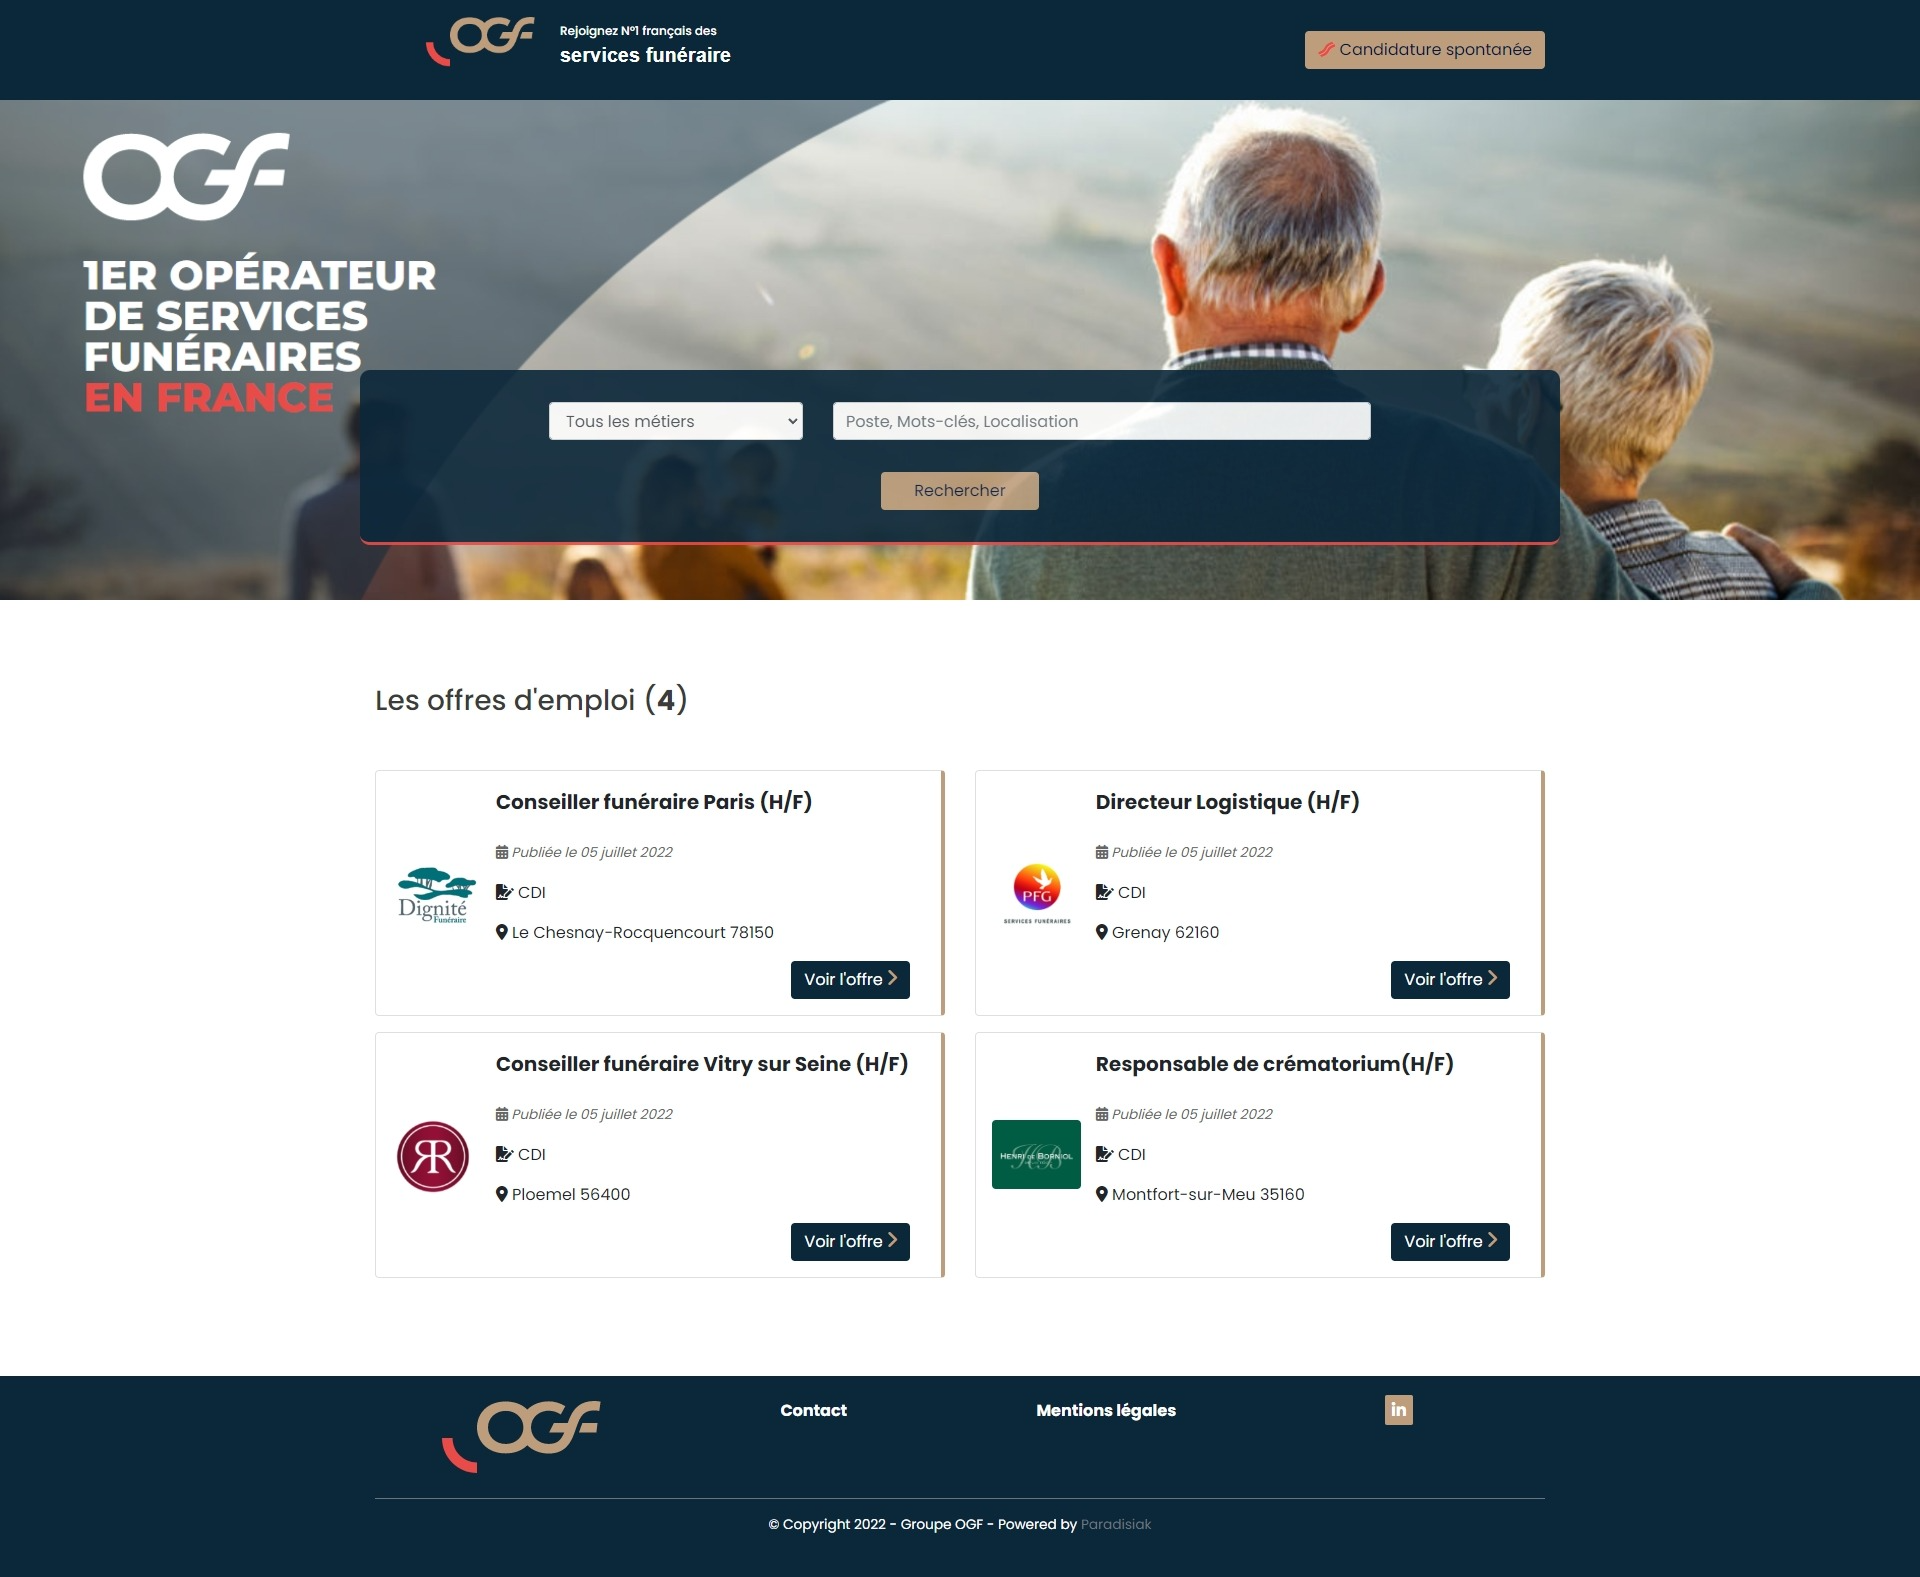 OGF
Rejoignez N°1 français des
services funéraire
Candidature spontanée
OGF
1ER OPÉRATEUR
DE SERVICES
FUNÉRAIRES
EN FRANCE
Tous les métiers
Poste, Mots-clés, Localisation
Rechercher
Les offres d'emploi (4)
Conseiller funéraire Paris (H/F)
Publiée le 05 juillet 2022
Dignité
Funéraire
CDI
Le Chesnay-Rocquencourt 78150
Voir l'offre
Directeur Logistique (H/F)
Publiée le 05 juillet 2022
PFG
SERVICES FUNÉRAIRES
CDI
Grenay 62160
Voir l'offre
Conseiller funéraire Vitry sur Seine (H/F)
Publiée le 05 juillet 2022
CDI
Ploemel 56400
Voir l'offre
Responsable de crématorium(H/F)
Publiée le 05 juillet 2022
HENRI DE BORNIOL
CDI
Montfort-sur-Meu 35160
Voir l'offre
OGF
Contact
Mentions légales
in
© Copyright 2022 - Groupe OGF - Powered by Paradisiak